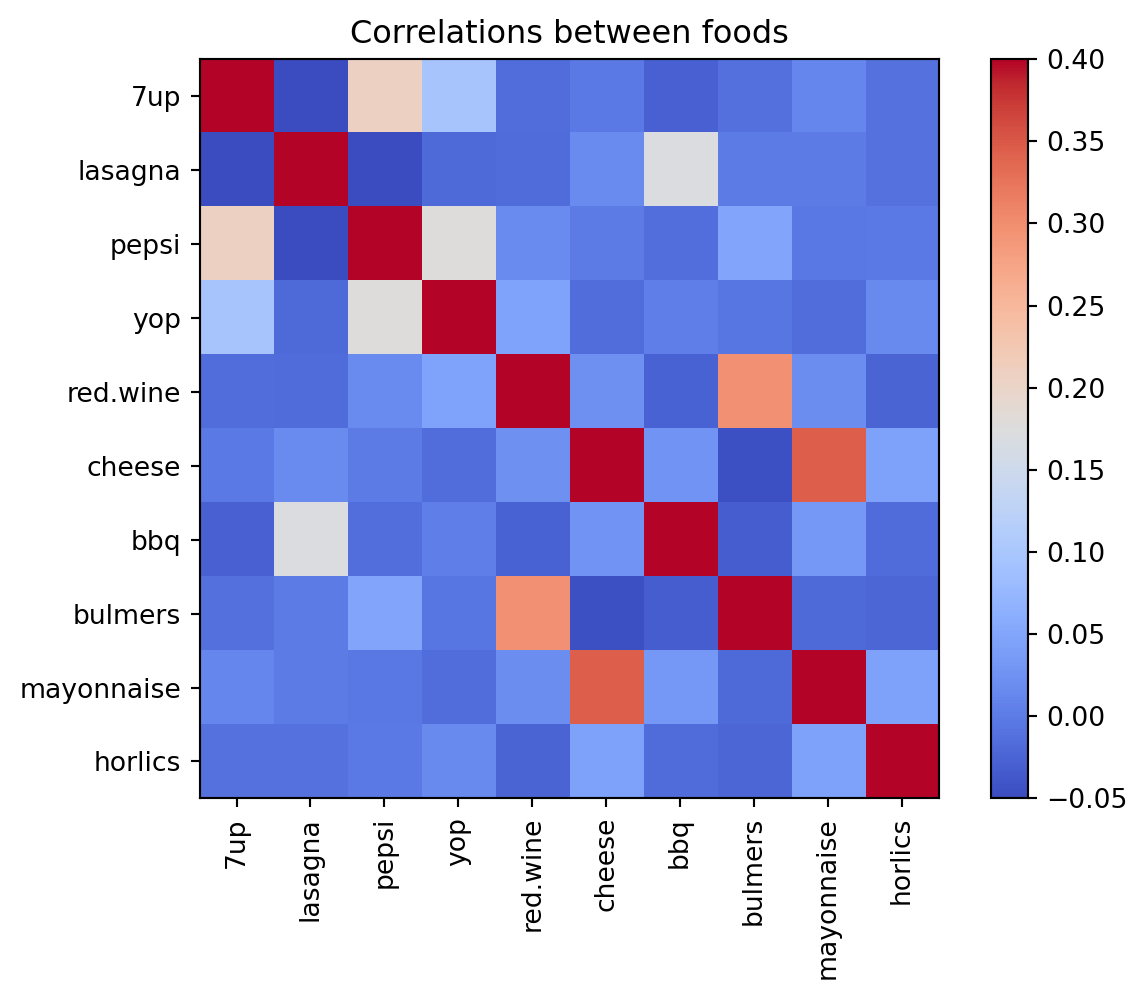 Correlations between foods
7up
lasagna
pepsi
yop
red.wine
cheese
bbq
bulmers
mayonnaise
horlics
7up
lasagna
pepsi
yop
red.wine
cheese
bbq
bulmers
mayonnaise
horlics
0.40
0.35
0.30
0.25
0.20
0.15
0.10
0.05
0.00
−0.05